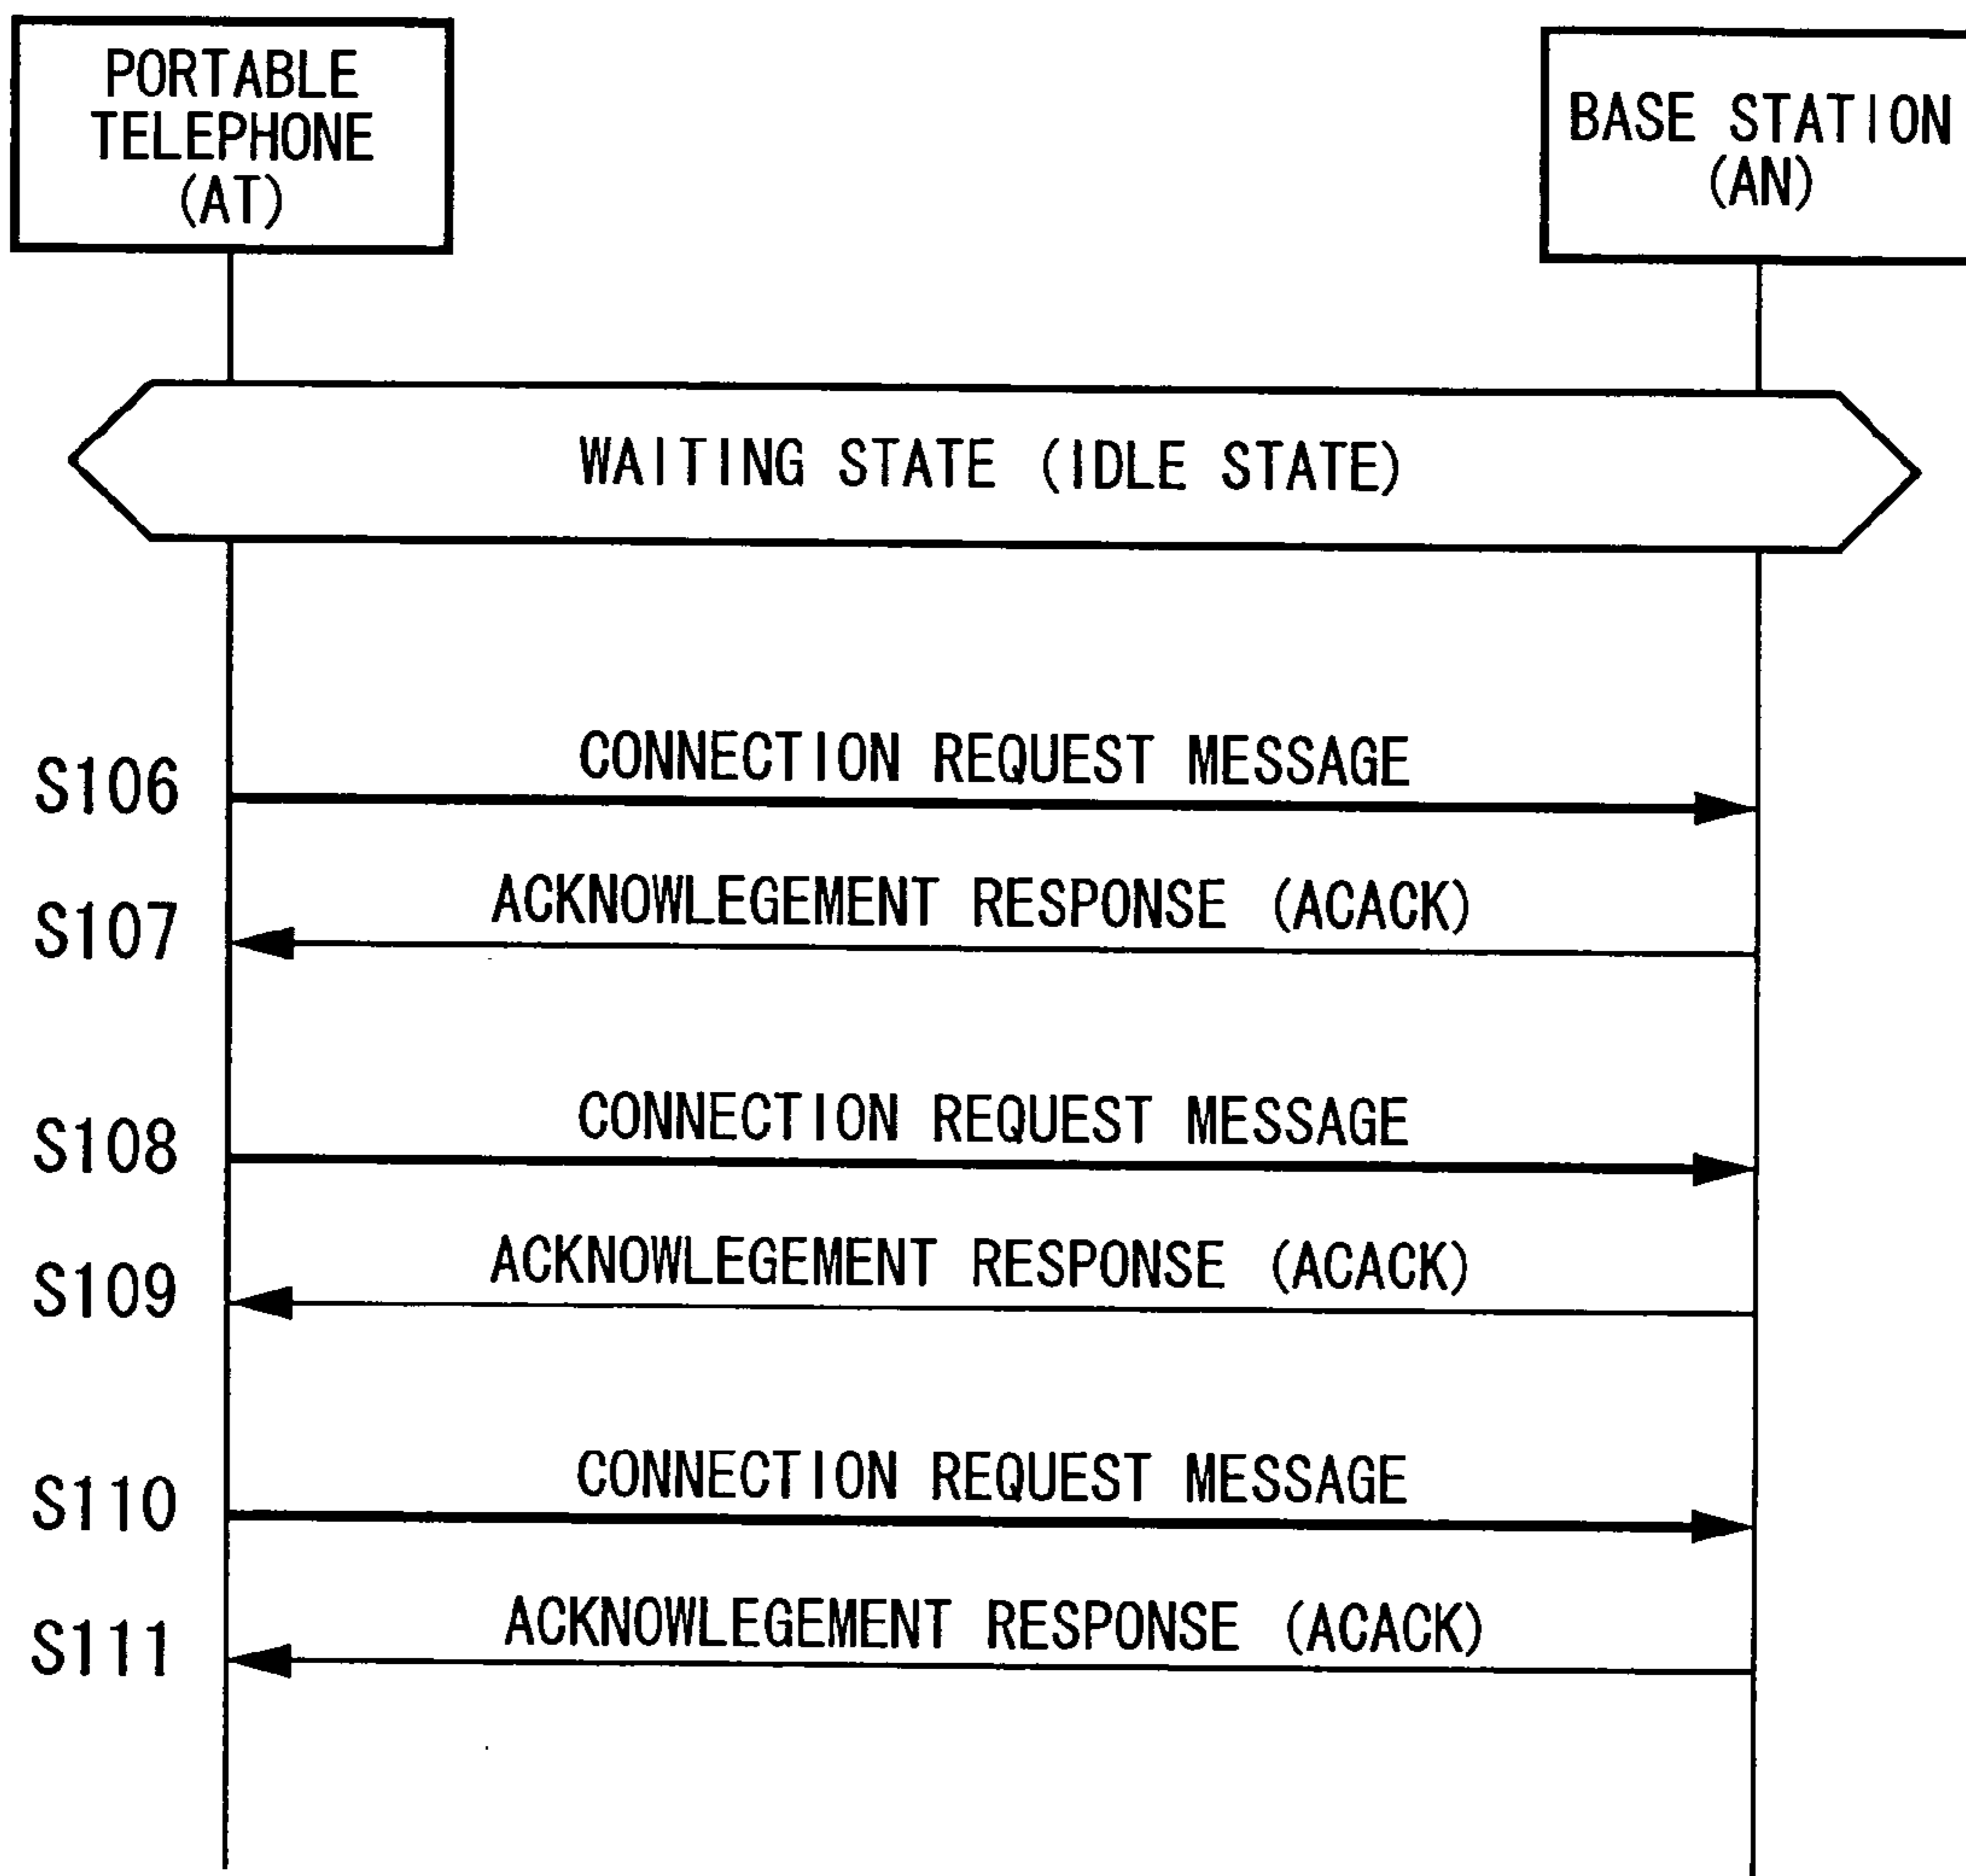 PORTABLE
TELEPHONE
(AT)
BASE STATION
(AN)
WAITING STATE (IDLE STATE)
CONNECTION REQUEST MESSAGE
S106
ACKNOWLEGEMENT RESPONSE (ACACK)
S107
CONNECTION REQUEST MESSAGE
S108
ACKNOWLEGEMENT RESPONSE (ACACK)
S109
CONNECTION REQUEST MESSAGE
S110
ACKNOWLEGEMENT RESPONSE (ACACK)
S111